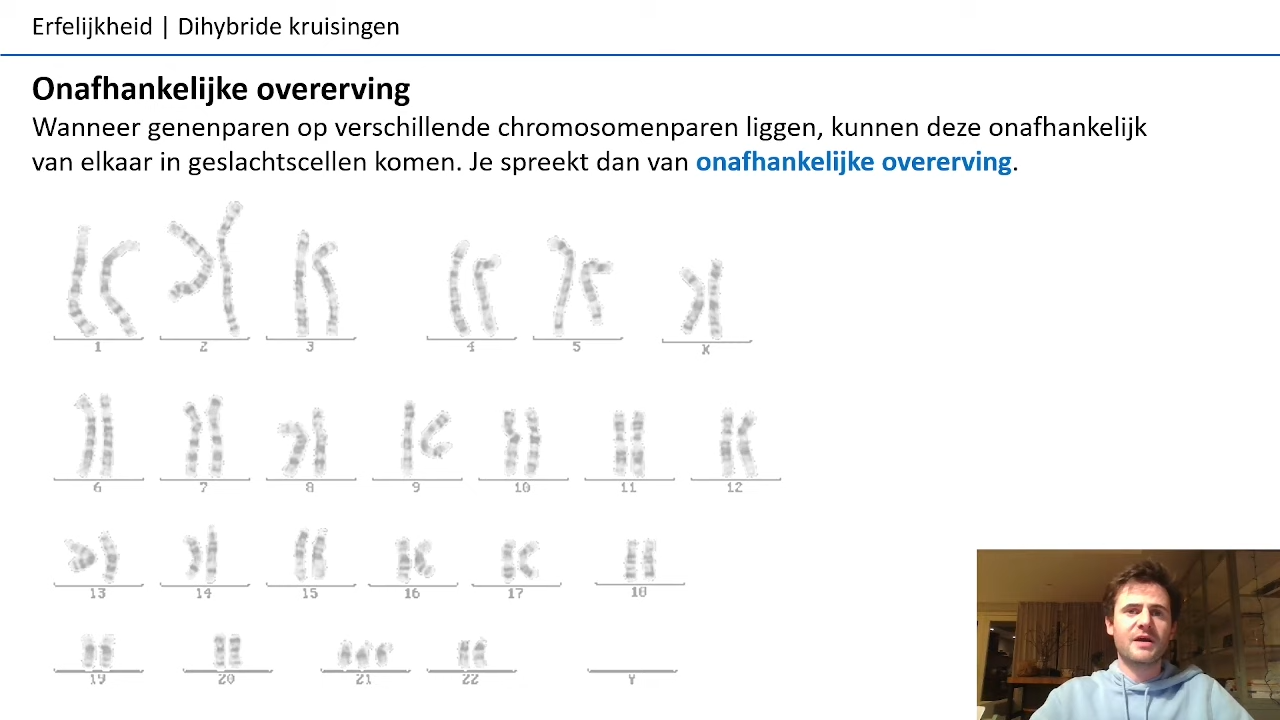 Erfelijkheid | Dihybride kruisingen
Onafhankelijke overerving
Wanneer genenparen op verschillende chromosomenparen liggen, kunnen deze onafhankelijk
van elkaar in geslachtscellen komen. Je spreekt dan van onafhankelijke overerving.
1 2 3 4 5 X
6 7 8 9 10 11 12
13 14 15 16 17 18
19 20 21 22 Y